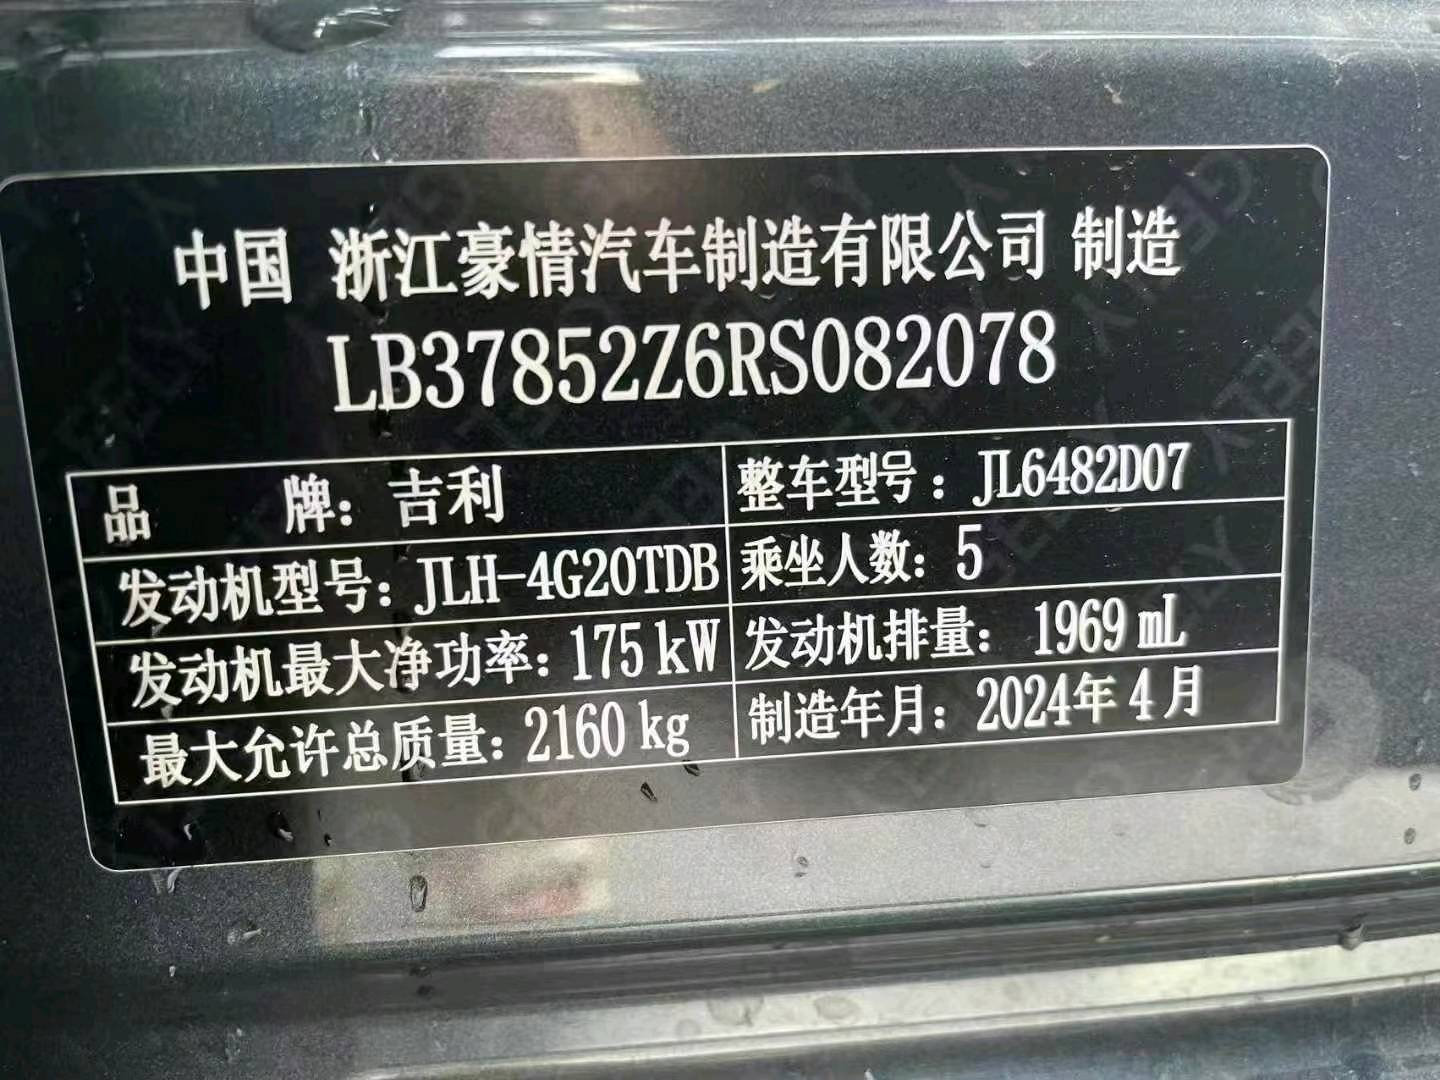 中国 浙江豪情汽车制造有限公司 制造
LB37852Z6RS082078
品 牌：吉利 整车型号：JL6482D07
发动机型号：JLH-4G20TDB 乘坐人数：5
发动机最大净功率：175 kW 发动机排量：1969 mL
最大允许总质量：2160 kg 制造年月：2024年4月
GEELY